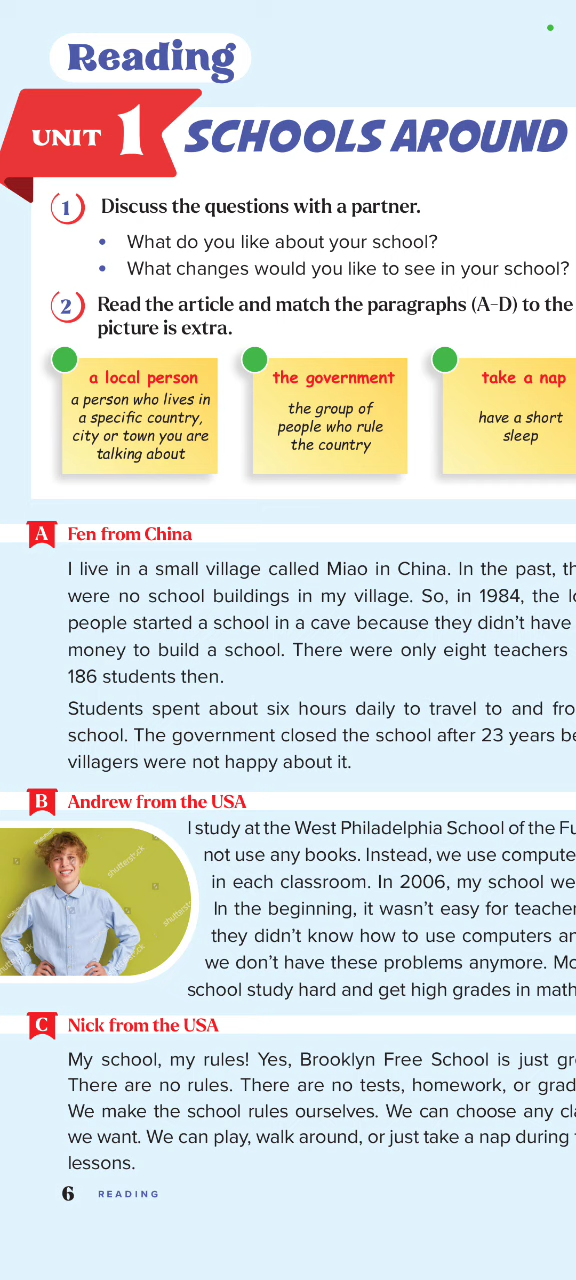 Reading
UNIT 1 SCHOOLS AROUND
1 Discuss the questions with a partner.
• What do you like about your school?
• What changes would you like to see in your school?
2 Read the article and match the paragraphs (A–D) to the
picture is extra.
a local person
a person who lives in
a specific country,
city or town you are
talking about
the government
the group of
people who rule
the country
take a nap
have a short
sleep
A Fen from China
I live in a small village called Miao in China. In the past,
were no school buildings in my village. So, in 1984, the
people started a school in a cave because they didn't have
money to build a school. There were only eight teachers
186 students then.
Students spent about six hours daily to travel to and
school. The government closed the school after 23 years
villagers were not happy about it.
B Andrew from the USA
I study at the West Philadelphia School of the
not use any books. Instead, we use
in each classroom. In 2006, my school
In the beginning, it wasn't easy for
they didn't know how to use computers
we don't have these problems anymore.
school study hard and get high grades in
C Nick from the USA
My school, my rules! Yes, Brooklyn Free School is just
There are no rules. There are no tests, homework, or
We make the school rules ourselves. We can choose any
we want. We can play, walk around, or just take a nap during
lessons.
6 READING